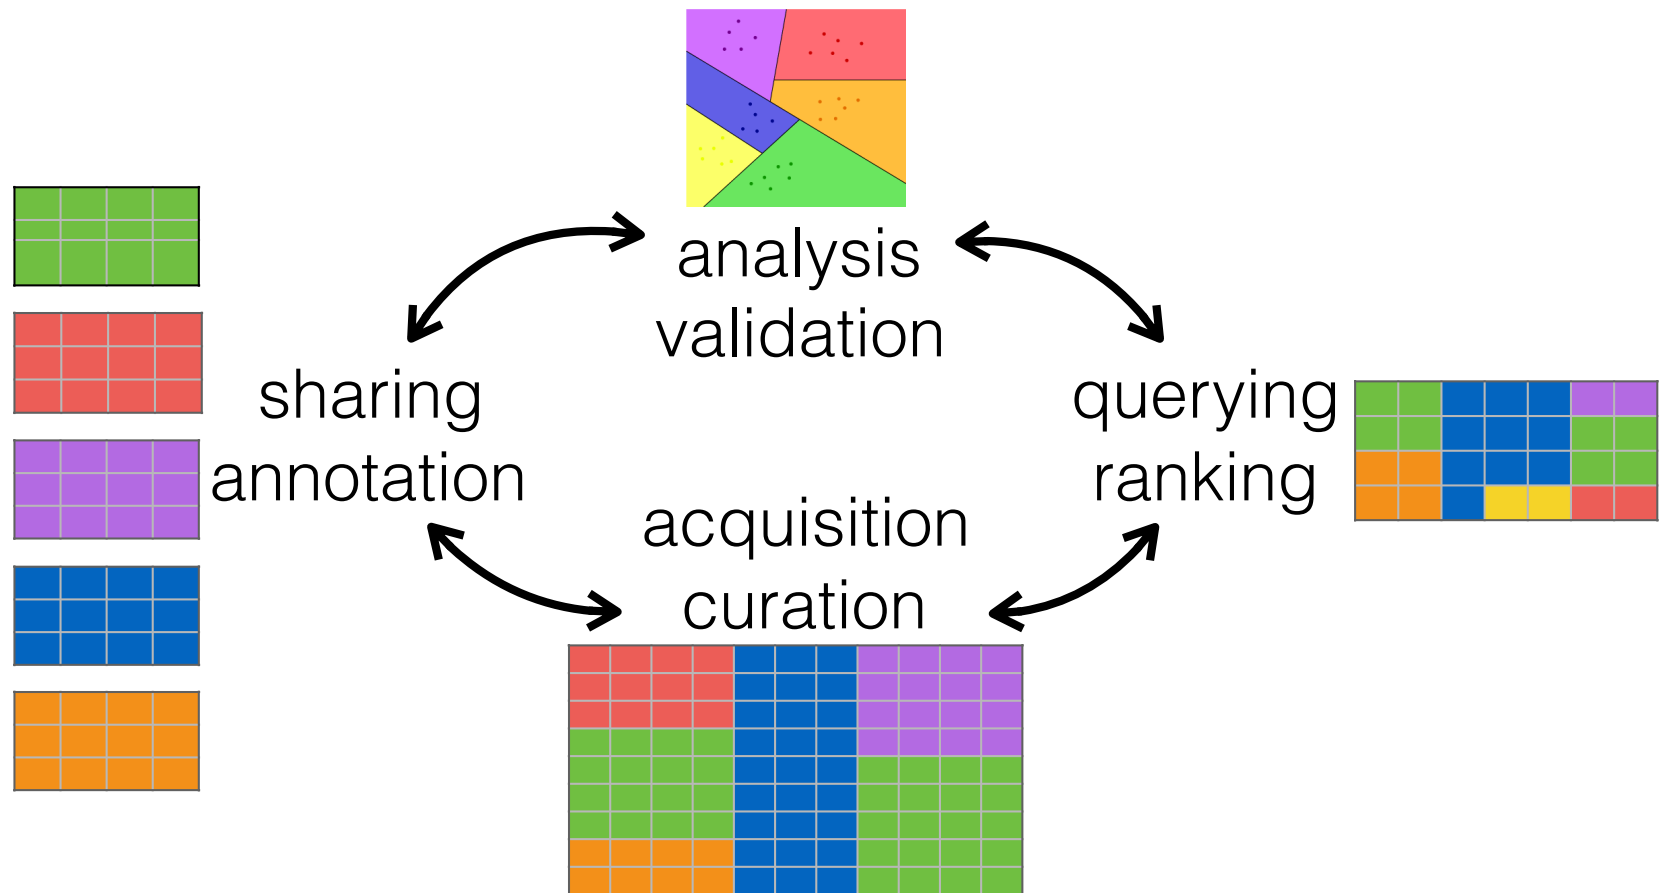 analysis
validation
sharing
annotation
querying
ranking
acquisition
curation